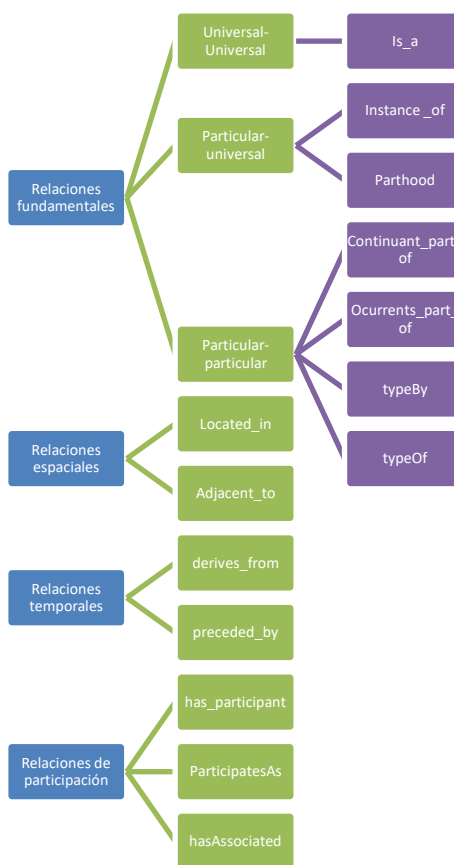 Universal-
Universal
Is_a
Particular-
universal
Instance _of
Parthood
Relaciones
fundamentales
Particular-
particular
Continuant_part_
of
Ocurrents_part_
of
typeBy
typeOf
Relaciones
espaciales
Located_in
Adjacent_to
Relaciones
temporales
derives_from
preceded_by
Relaciones de
participación
has_participant
ParticipatesAs
hasAssociated